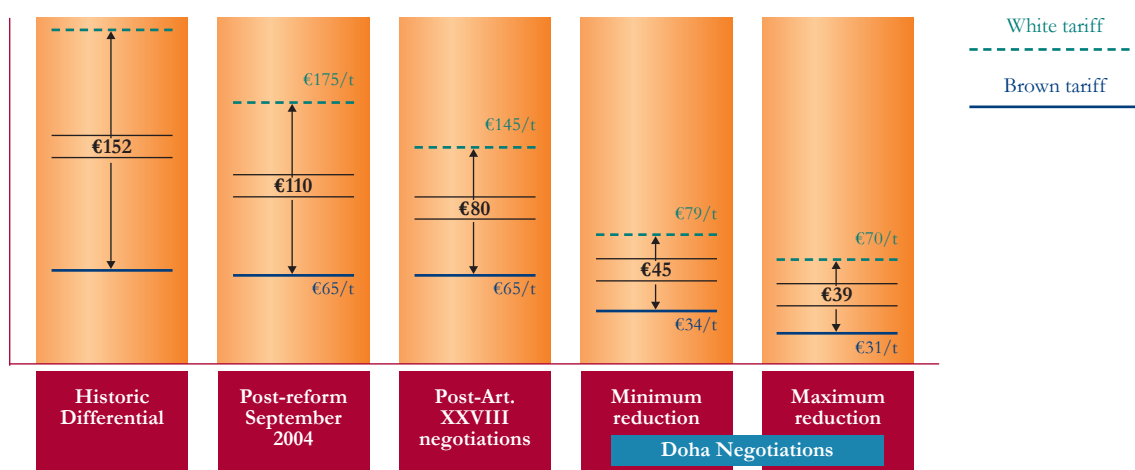 White tariff
Brown tariff
€152
€175/t
€110
€65/t
€145/t
€80
€65/t
€79/t
€45
€34/t
€70/t
€39
€31/t
Historic
Differential
Post-reform
September
2004
Post-Art.
XXVIII
negotiations
Minimum
reduction
Maximum
reduction
Doha Negotiations